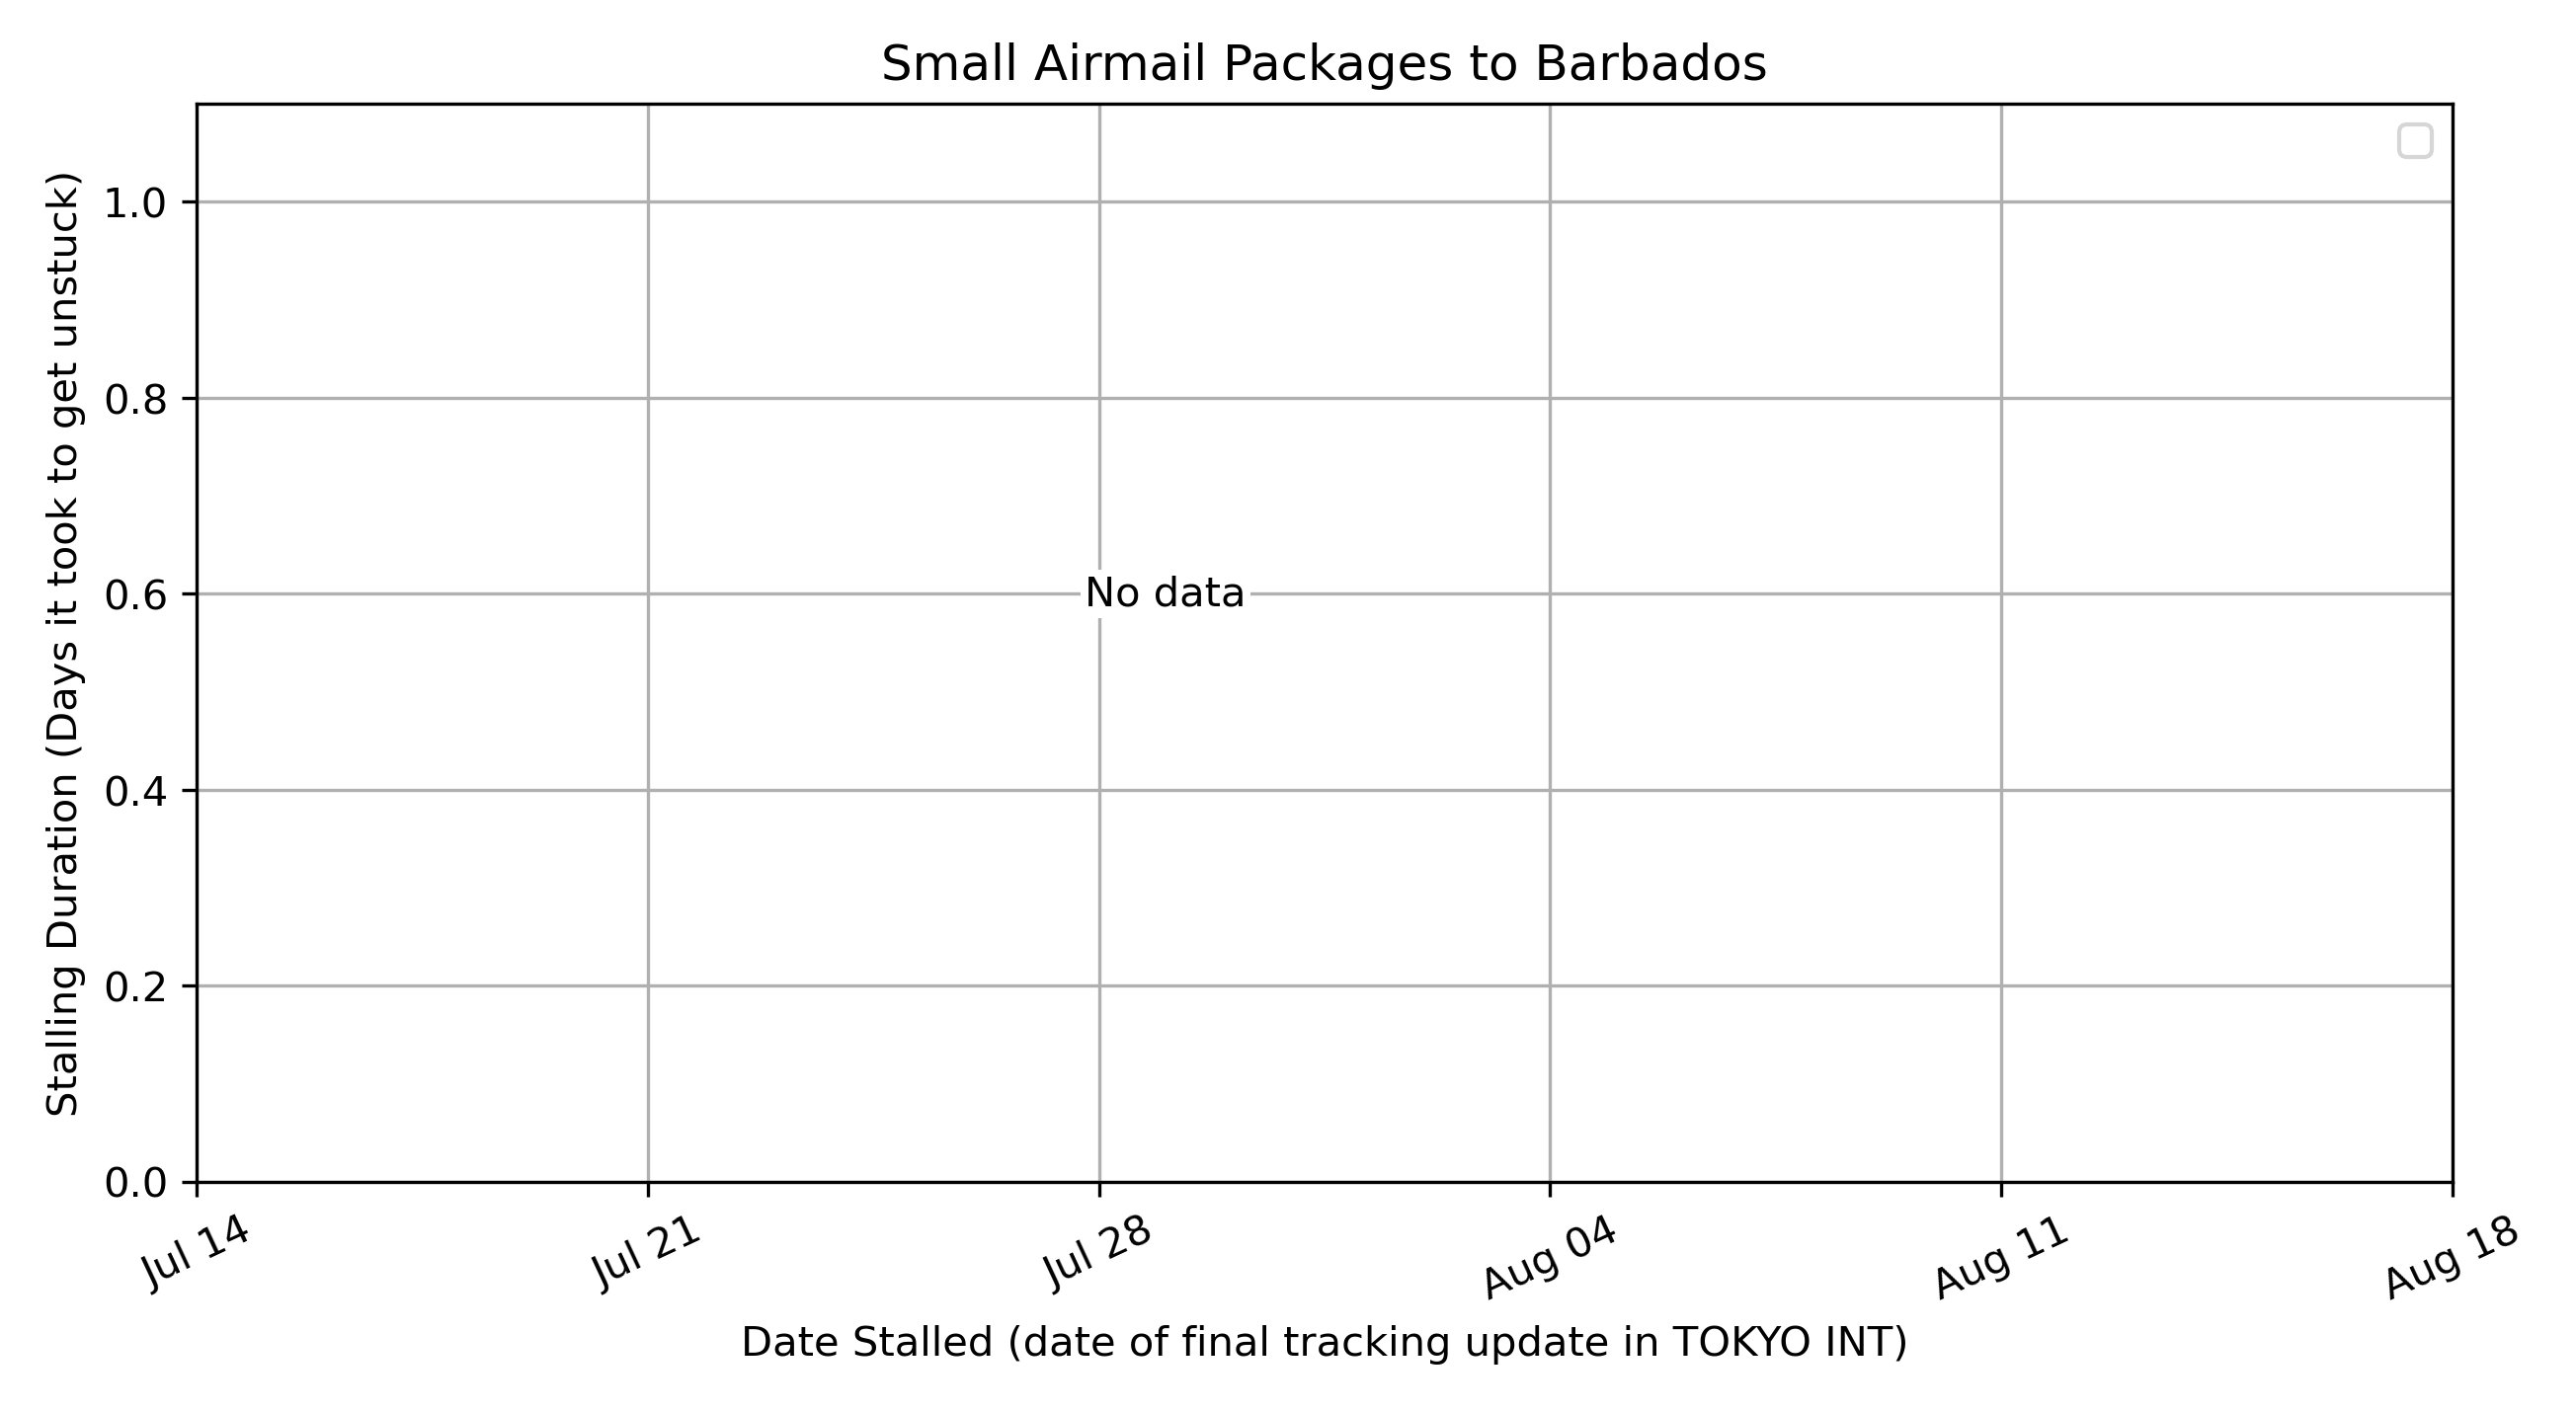 Small Airmail Packages to Barbados
Stalling Duration (Days it took to get unstuck)
1.0
0.8
0.6
0.4
0.2
0.0
No data
Jul 14
Jul 21
Jul 28
Aug 04
Aug 11
Aug 18
Date Stalled (date of final tracking update in TOKYO INT)